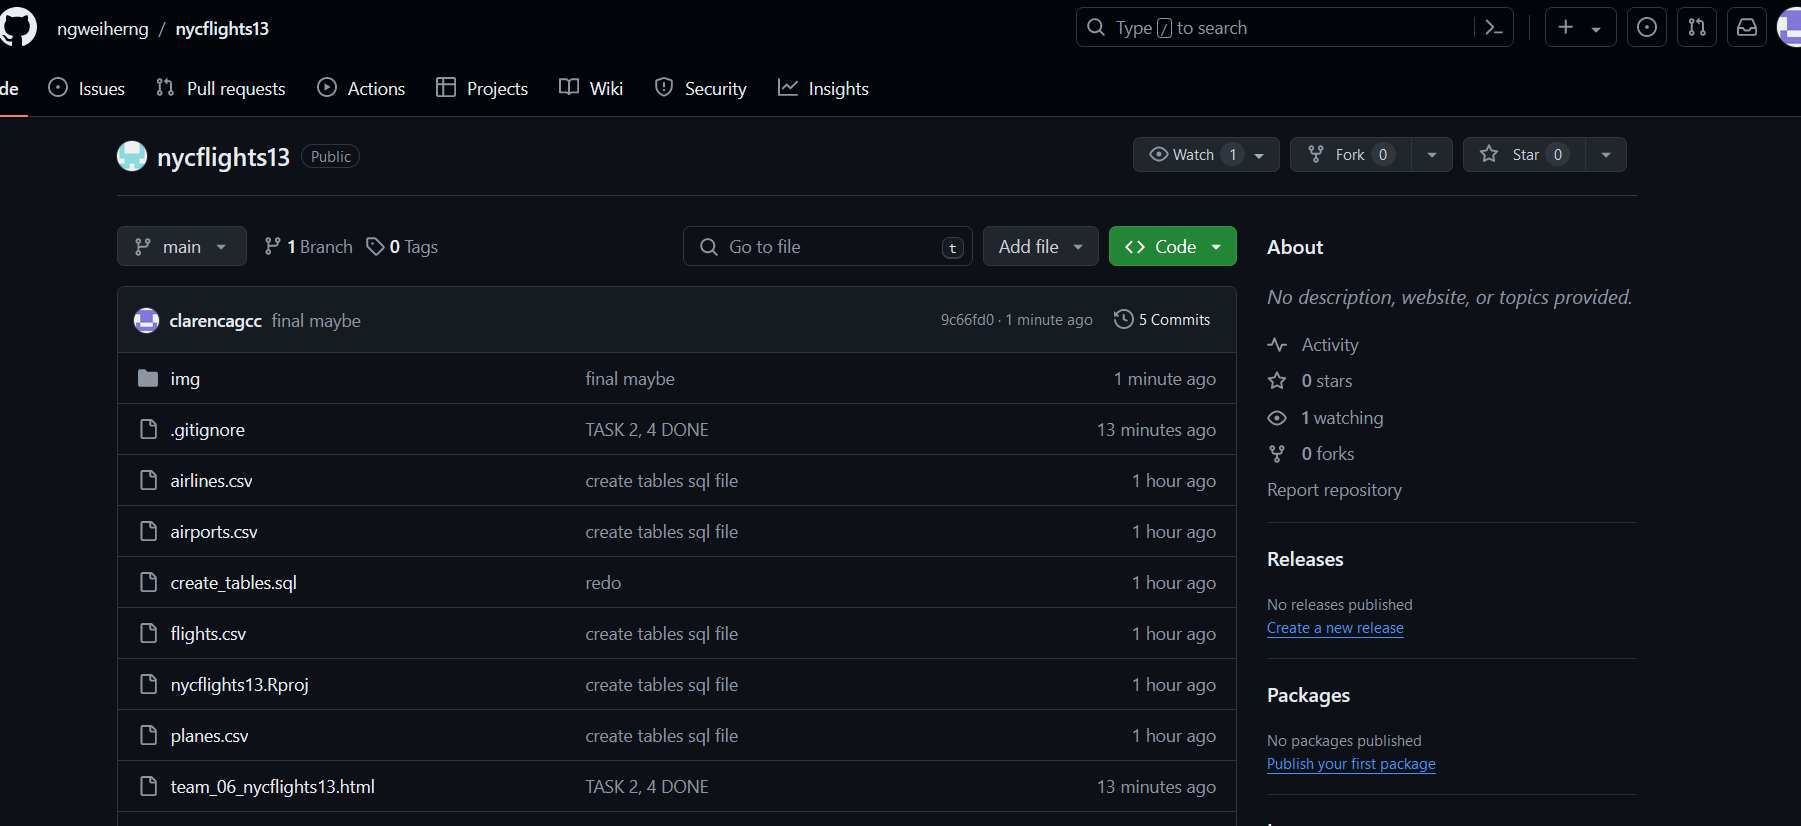 ngweiherng / nycflights13
Type / to search
de Issues Pull requests Actions Projects Wiki Security Insights
nycflights13 Public
Watch 1 Fork 0 Star 0
main 1 Branch 0 Tags
Go to file t Add file Code
clarencagcc final maybe 9c66fd0 · 1 minute ago 5 Commits
img final maybe 1 minute ago
.gitignore TASK 2, 4 DONE 13 minutes ago
airlines.csv create tables sql file 1 hour ago
airports.csv create tables sql file 1 hour ago
create_tables.sql redo 1 hour ago
flights.csv create tables sql file 1 hour ago
nycflights13.Rproj create tables sql file 1 hour ago
planes.csv create tables sql file 1 hour ago
team_06_nycflights13.html TASK 2, 4 DONE 13 minutes ago
About
No description, website, or topics provided.
Activity
0 stars
1 watching
0 forks
Report repository
Releases
No releases published
Create a new release
Packages
No packages published
Publish your first package